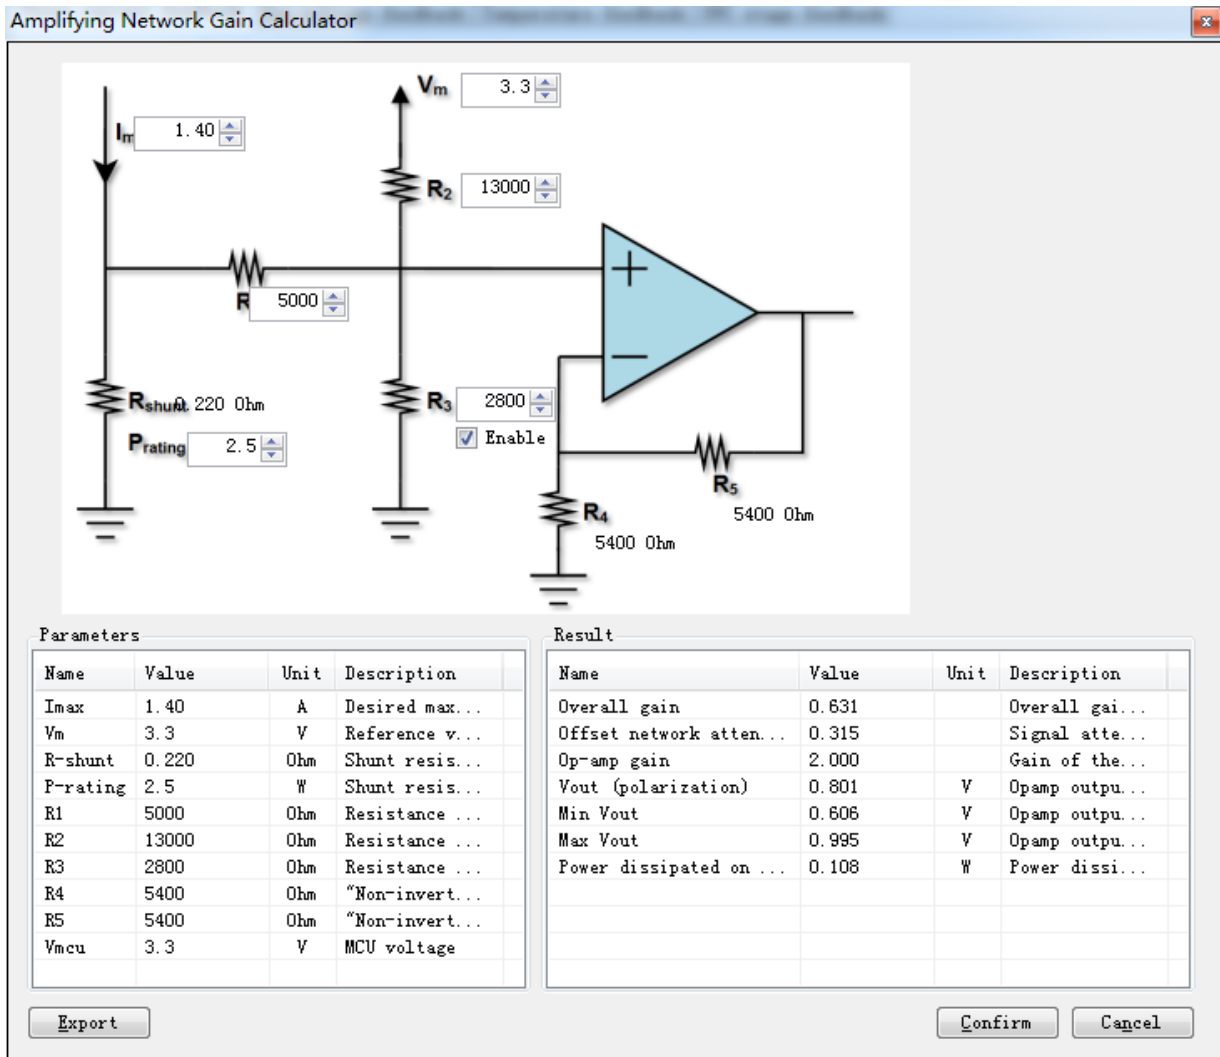 Amplifying Network Gain Calculator
Vm 3.3
Im 1.40
R2 13000
R 5000
Rshunt 0.220 Ohm
R3 2800
Enable
Prating 2.5
R5
5400 Ohm
R4
5400 Ohm
Parameters
Name Value Unit Description
Imax 1.40 A Desired max...
Vm 3.3 V Reference v...
R-shunt 0.220 Ohm Shunt resis...
P-rating 2.5 W Shunt resis...
R1 5000 Ohm Resistance ...
R2 13000 Ohm Resistance ...
R3 2800 Ohm Resistance ...
R4 5400 Ohm "Non-invert...
R5 5400 Ohm "Non-invert...
Vmcu 3.3 V MCU voltage
Result
Name Value Unit Description
Overall gain 0.631 Overall gai...
Offset network atten... 0.315 Signal atte...
Op-amp gain 2.000 Gain of the...
Vout (polarization) 0.801 V Opamp outpu...
Min Vout 0.606 V Opamp outpu...
Max Vout 0.995 V Opamp outpu...
Power dissipated on ... 0.108 W Power dissi...
Export
Confirm
Cancel